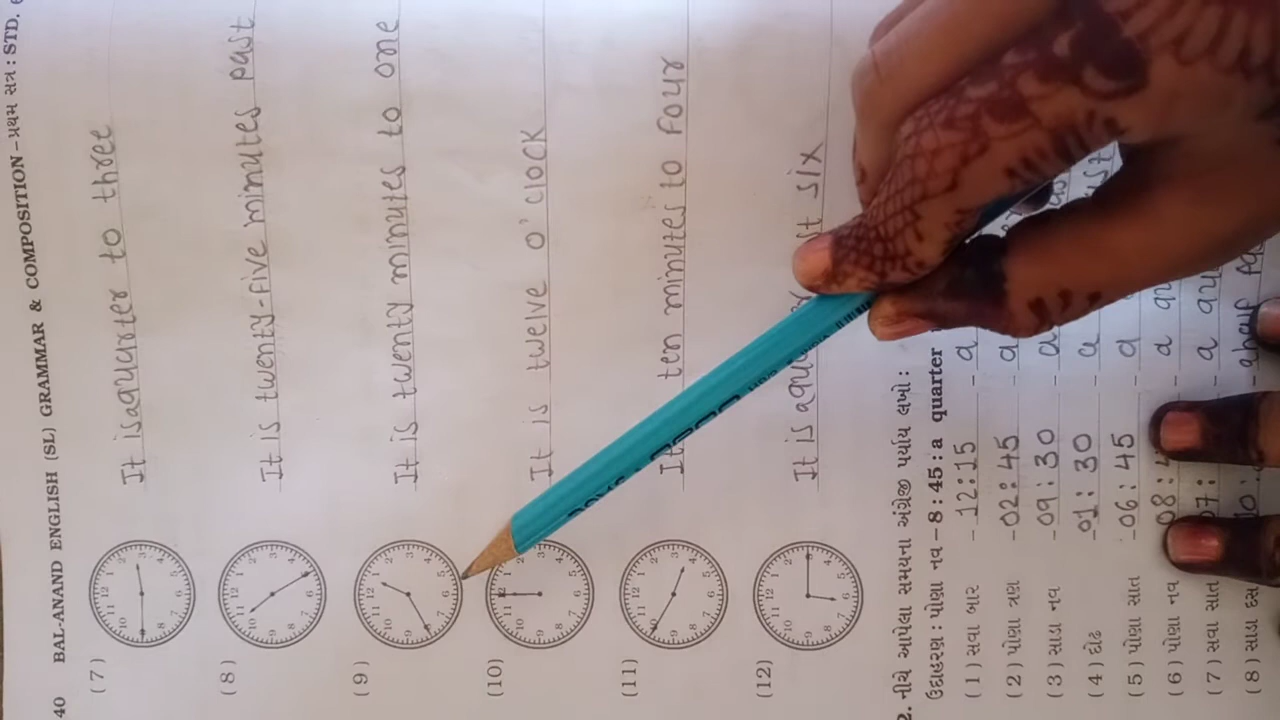 40 BAL-ANAND ENGLISH (SL) GRAMMAR & COMPOSITION – પ્રથમ સત્ર : STD.
(7) It is aquarter to three
(8) It is twenty-five minutes past
(9) It is twenty minutes to one
(10) It is twelve o'clock
(11) It ten minutes to four
(12) It is six
2. નીચે આપેલા સમયના અંગ્રેજી પર્યાય લખો :
ઉદાહરણ : પોણા નવ – 8 : 45 : a quarter
(1) સવા બાર - 12:15 - a
(2) પોણા ત્રણ - 02:45 - a
(3) સાડા નવ - 09:30 - a
(4) દોઢ - 01:30 - a
(5) પોણા સાત - 06:45 - a
(6) પોણા નવ - 08: - a
(7) સવા સાત - 07: - a
(8) સાડા દસ